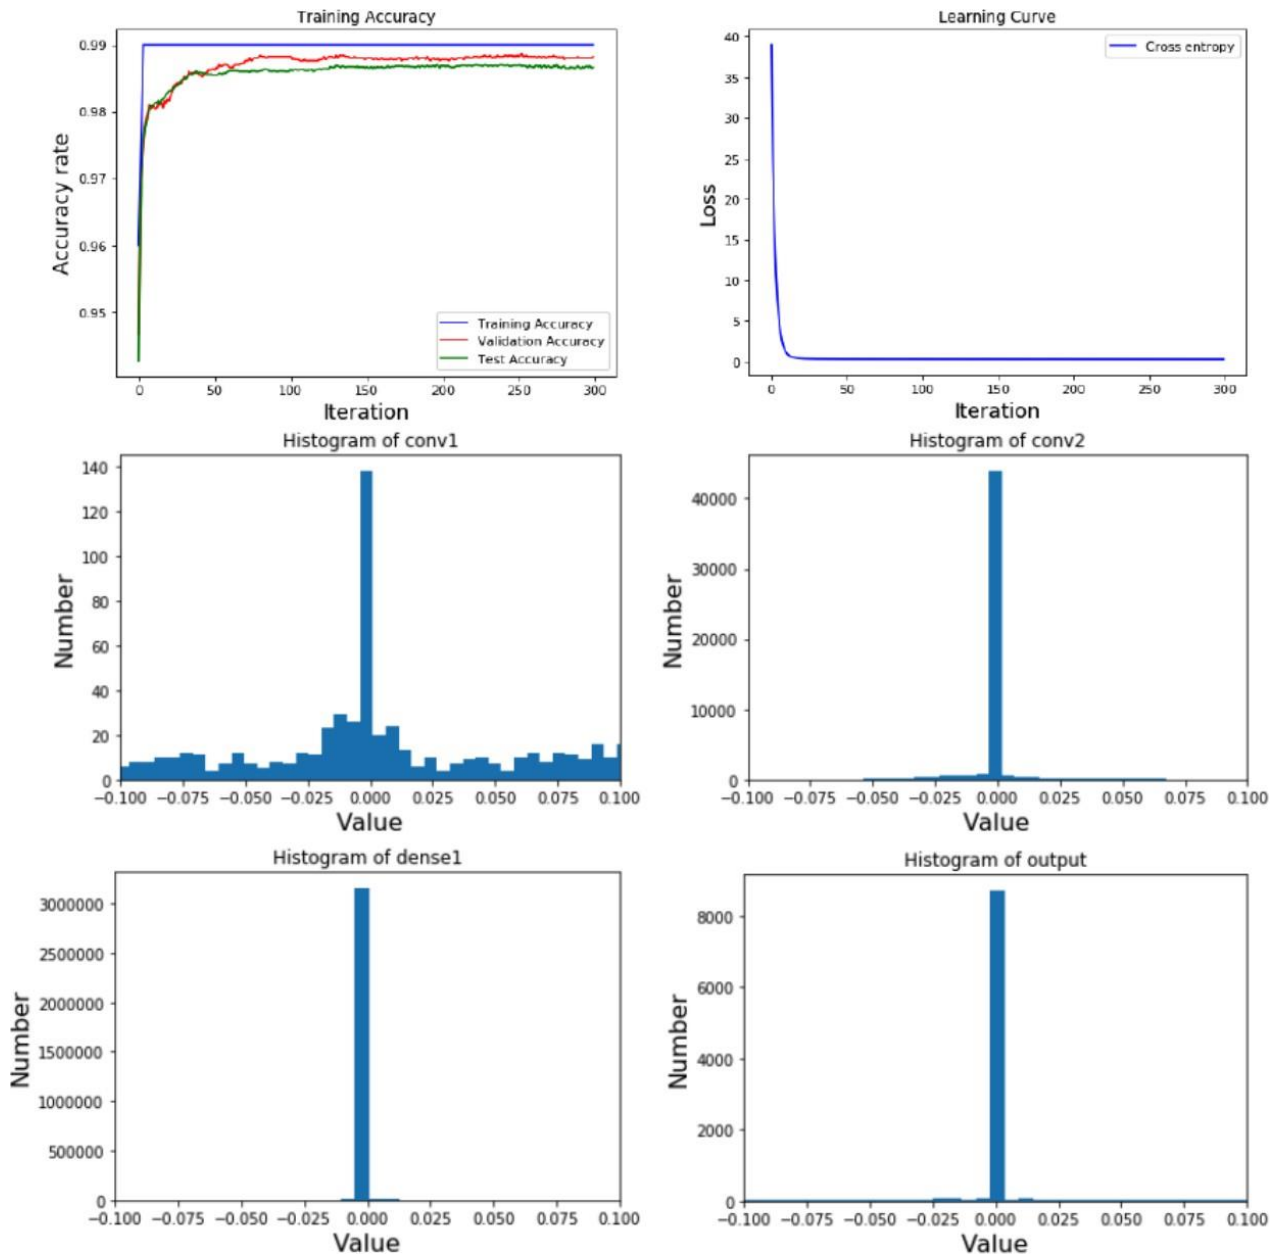 Training Accuracy
Accuracy rate
0.99
0.98
0.97
0.96
0.95
Training Accuracy
Validation Accuracy
Test Accuracy
0 50 100 150 200 250 300
Iteration
Learning Curve
Loss
40
35
30
25
20
15
10
5
0
Cross entropy
0 50 100 150 200 250 300
Iteration
Histogram of conv1
Number
140
120
100
80
60
40
20
0
−0.100 −0.075 −0.050 −0.025 0.000 0.025 0.050 0.075 0.100
Value
Histogram of conv2
Number
40000
30000
20000
10000
0
−0.100 −0.075 −0.050 −0.025 0.000 0.025 0.050 0.075 0.100
Value
Histogram of dense1
Number
3000000
2500000
2000000
1500000
1000000
500000
0
−0.100 −0.075 −0.050 −0.025 0.000 0.025 0.050 0.075 0.100
Value
Histogram of output
Number
8000
6000
4000
2000
0
−0.100 −0.075 −0.050 −0.025 0.000 0.025 0.050 0.075 0.100
Value